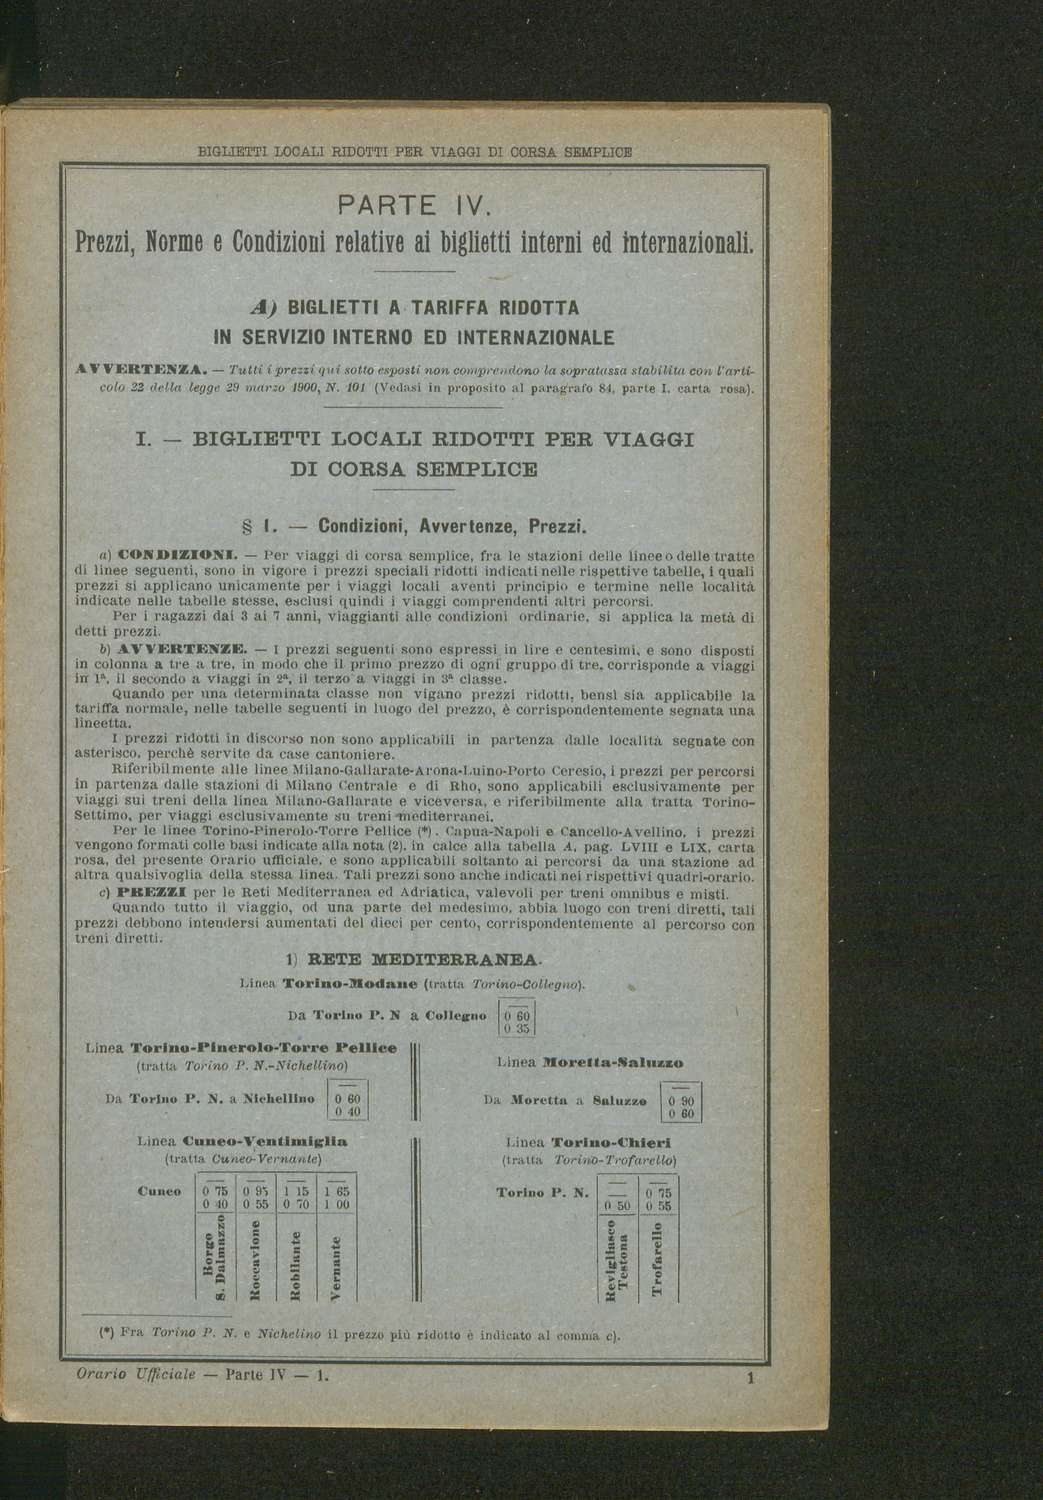 BIGLIETTI LOCALI RIDOTTI PER VIAGGI DI CORSA SEMPLICE
PARTE IV.
Prezzi, Norme e Condizioni relative ai biglietti interni ed internazionali.
A) BIGLIETTI A TARIFFA RIDOTTA
IN SERVIZIO INTERNO ED INTERNAZIONALE
AVVERTENZA. — Tutti i prezzi qui sotto esposti non comprendono la sopratassa stabilita con l'arti-
colo 22 della legge 29 marzo 1900, N. 101 (Vedasi in proposito al paragrafo 84, parte I. carta rosa).
I. — BIGLIETTI LOCALI RIDOTTI PER VIAGGI
DI CORSA SEMPLICE
§ I. — Condizioni, Avvertenze, Prezzi.
a) CONDIZIONI. — Per viaggi di corsa semplice, fra le stazioni delle linee o delle tratte
di linee seguenti, sono in vigore i prezzi speciali ridotti indicati nelle rispettive tabelle, i quali
prezzi si applicano unicamente per i viaggi locali aventi principio e termine nelle località
indicate nelle tabelle stesse, esclusi quindi i viaggi comprendenti altri percorsi.
Per i ragazzi dai 3 ai 7 anni, viaggianti alle condizioni ordinarie, si applica la metà di
detti prezzi.
b) AVVERTENZE. — I prezzi seguenti sono espressi in lire e centesimi, e sono disposti
in colonna a tre a tre, in modo che il primo prezzo di ogni gruppo di tre, corrisponde a viaggi
in 1ª, il secondo a viaggi in 2ª, il terzo a viaggi in 3ª classe.
Quando per una determinata classe non vigano prezzi ridotti, bensì sia applicabile la
tariffa normale, nelle tabelle seguenti in luogo del prezzo, è corrispondentemente segnata una
lineetta.
I prezzi ridotti in discorso non sono applicabili in partenza dalle località segnate con
asterisco, perchè servite da case cantoniere.
Riferibilmente alle linee Milano-Gallarate-Arona-Luino-Porto Ceresio, i prezzi per percorsi
in partenza dalle stazioni di Milano Centrale e di Rho, sono applicabili esclusivamente per
viaggi sui treni della linea Milano-Gallarate e viceversa, e riferibilmente alla tratta Torino-
Settimo, per viaggi esclusivamente su treni mediterranei.
Per le linee Torino-Pinerolo-Torre Pellice (*). Capua-Napoli e Cancello-Avellino, i prezzi
vengono formati colle basi indicate alla nota (2), in calce alla tabella A, pag. LVIII e LIX, carta
rosa, del presente Orario ufficiale, e sono applicabili soltanto ai percorsi da una stazione ad
altra qualsivoglia della stessa linea. Tali prezzi sono anche indicati nei rispettivi quadri-orario.
c) PREZZI per le Reti Mediterranea ed Adriatica, valevoli per treni omnibus e misti.
Quando tutto il viaggio, od una parte del medesimo, abbia luogo con treni diretti, tali
prezzi debbono intendersi aumentati del dieci per cento, corrispondentemente al percorso con
treni diretti.
1) RETE MEDITERRANEA.
Linea Torino-Modane (tratta Torino-Collegno).
Da Torino P. N a Collegno
—
0 60
0 35
Linea Torino-Pinerolo-Torre Pellice
(tratta Torino P. N.-Nichellino)
Da Torino P. N. a Nichellino
—
0 60
0 40
Linea Moretta-Saluzzo
Da Moretta a Saluzzo
—
0 90
0 60
Linea Cuneo-Ventimiglia
(tratta Cuneo-Vernante)
— — — —
Cuneo 0 75 0 95 1 15 1 65
0 40 0 55 0 70 1 00
Borgo S. Dalmazzo
Roccavione
Robilante
Vernante
Linea Torino-Chieri
(tratta Torino-Trofarello)
— —
Torino P. N. — 0 75
0 50 0 55
Revigliasco Testona
Trofarello
(*) Fra Torino P. N. e Nichelino il prezzo più ridotto è indicato al comma c).
Orario Ufficiale — Parte IV — 1.
1